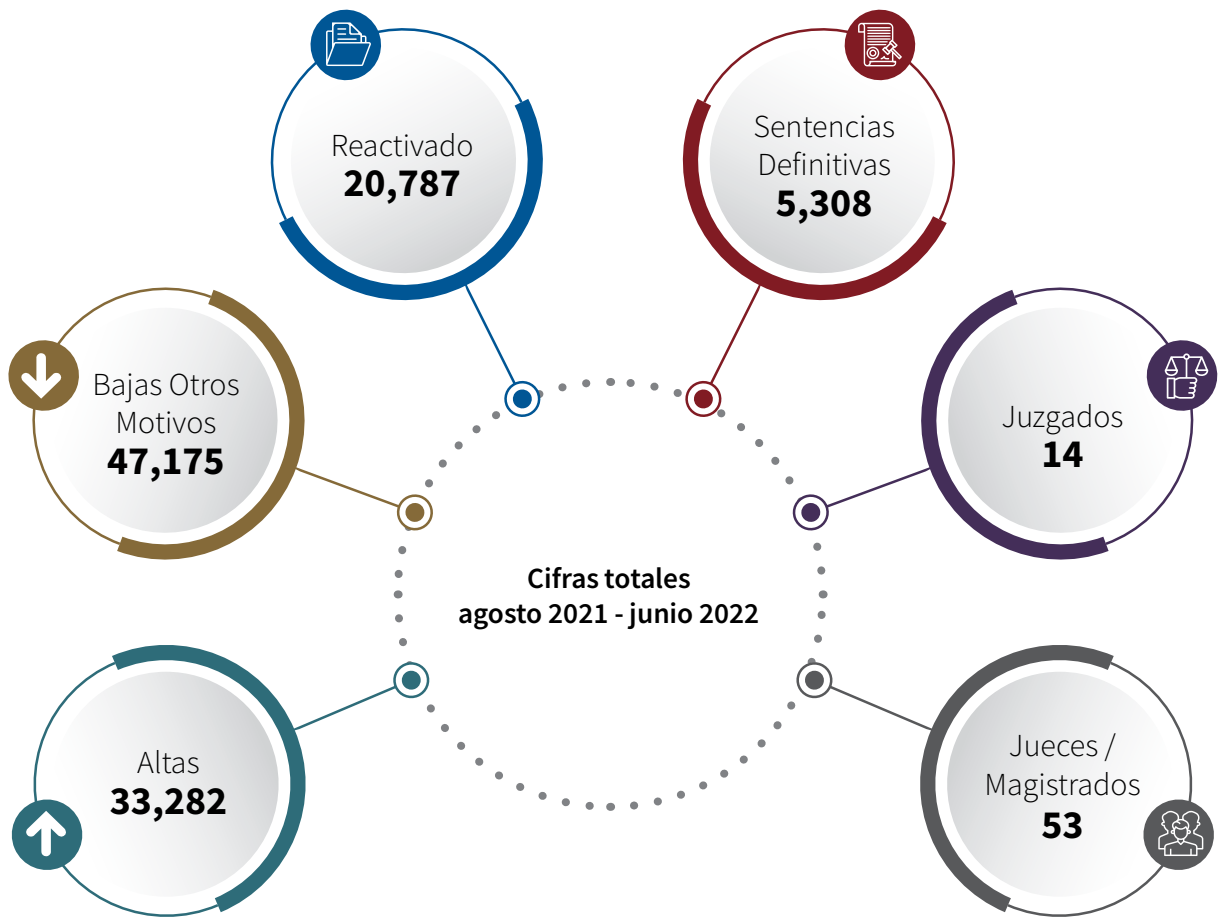 Reactivado
20,787
Sentencias
Definitivas
5,308
Bajas Otros
Motivos
47,175
Juzgados
14
Cifras totales
agosto 2021 - junio 2022
Altas
33,282
Jueces /
Magistrados
53